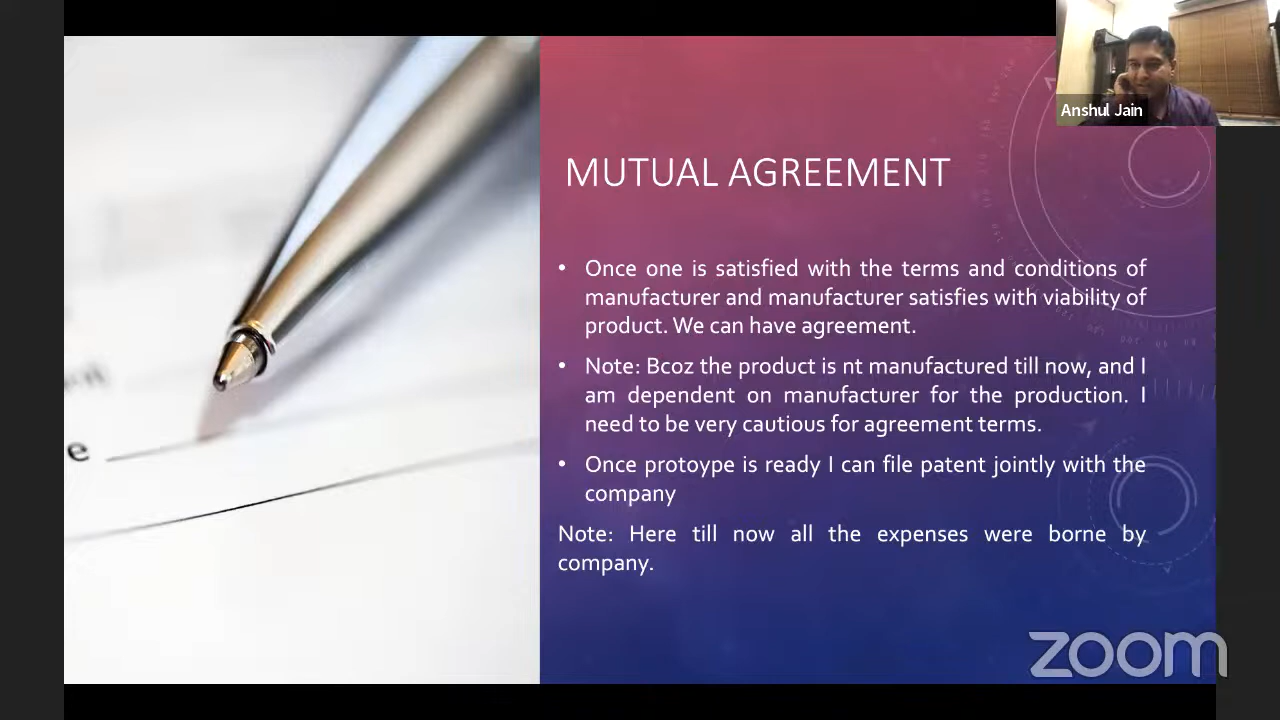 Anshul Jain
MUTUAL AGREEMENT
• Once one is satisfied with the terms and conditions of
manufacturer and manufacturer satisfies with viability of
product. We can have agreement.
• Note: Bcoz the product is nt manufactured till now, and I
am dependent on manufacturer for the production. I
need to be very cautious for agreement terms.
• Once protoype is ready I can file patent jointly with the
company
Note: Here till now all the expenses were borne by
company.
e
zoom